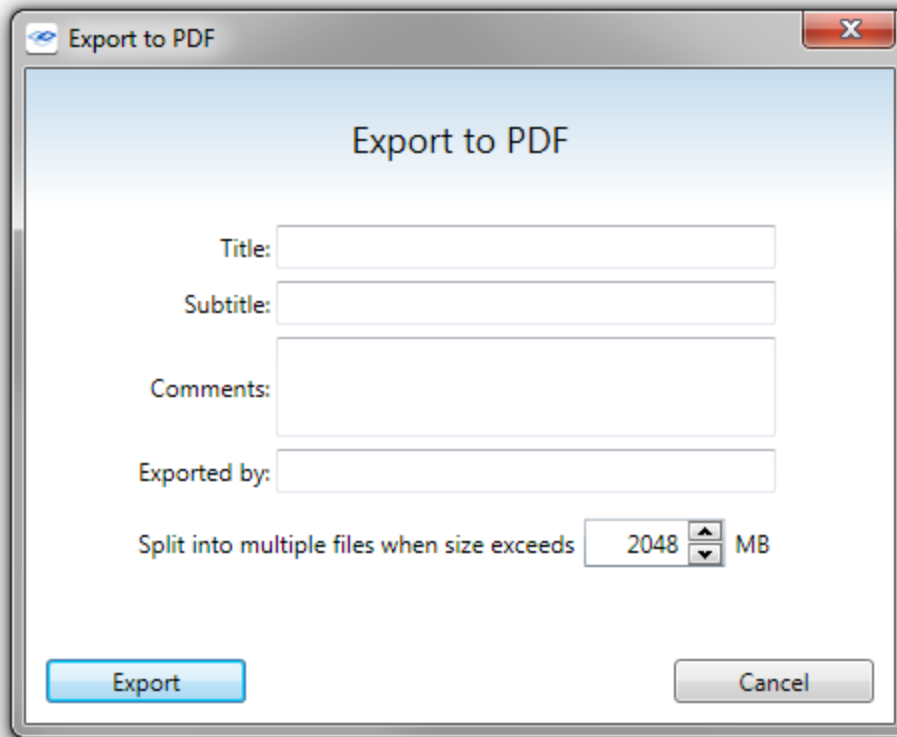 Export to PDF
Export to PDF
Title:
Subtitle:
Comments:
Exported by:
Split into multiple files when size exceeds 2048 MB
Export Cancel